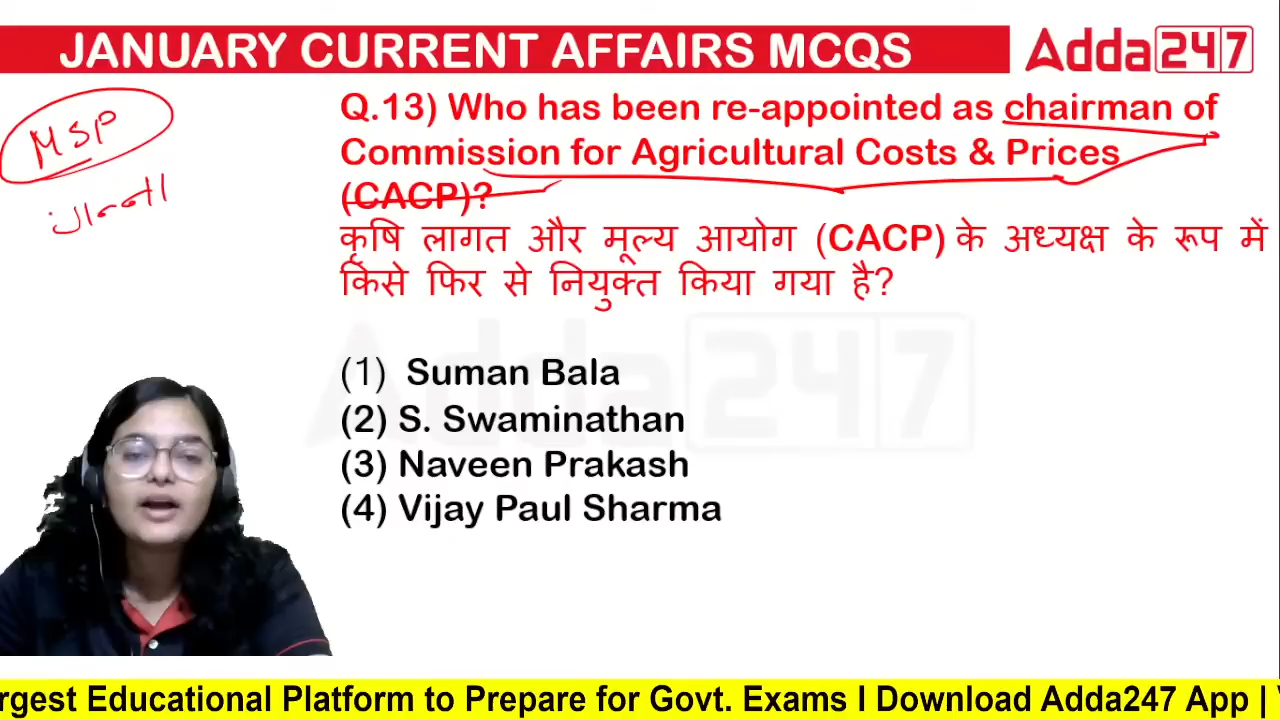 JANUARY CURRENT AFFAIRS MCQS
Adda247
MSP
Q.13) Who has been re-appointed as chairman of
Commission for Agricultural Costs & Prices
(CACP)?
कृषि लागत और मूल्य आयोग (CACP) के अध्यक्ष के रूप में
किसे फिर से नियुक्त किया गया है?
Adda247
(1) Suman Bala
(2) S. Swaminathan
(3) Naveen Prakash
(4) Vijay Paul Sharma
rgest Educational Platform to Prepare for Govt. Exams I Download Adda247 App |